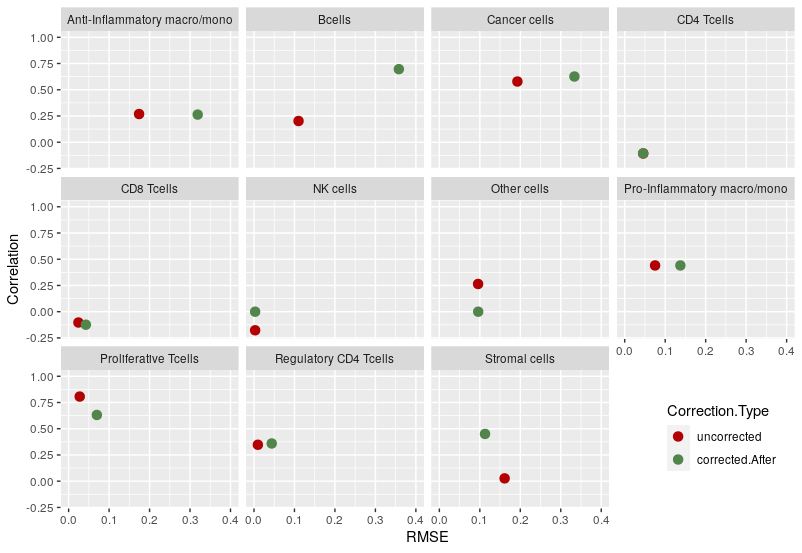 Anti-Inflammatory macro/mono Bcells Cancer cells CD4 Tcells
1.00
0.75
0.50
0.25
0.00
-0.25
CD8 Tcells NK cells Other cells Pro-Inflammatory macro/mono
1.00
0.75
0.50
0.25
0.00
-0.25
0.0 0.1 0.2 0.3 0.4
Proliferative Tcells Regulatory CD4 Tcells Stromal cells
1.00
0.75
0.50
0.25
0.00
-0.25
0.0 0.1 0.2 0.3 0.4 0.0 0.1 0.2 0.3 0.4 0.0 0.1 0.2 0.3 0.4
Correlation
RMSE
Correction.Type
uncorrected
corrected.After